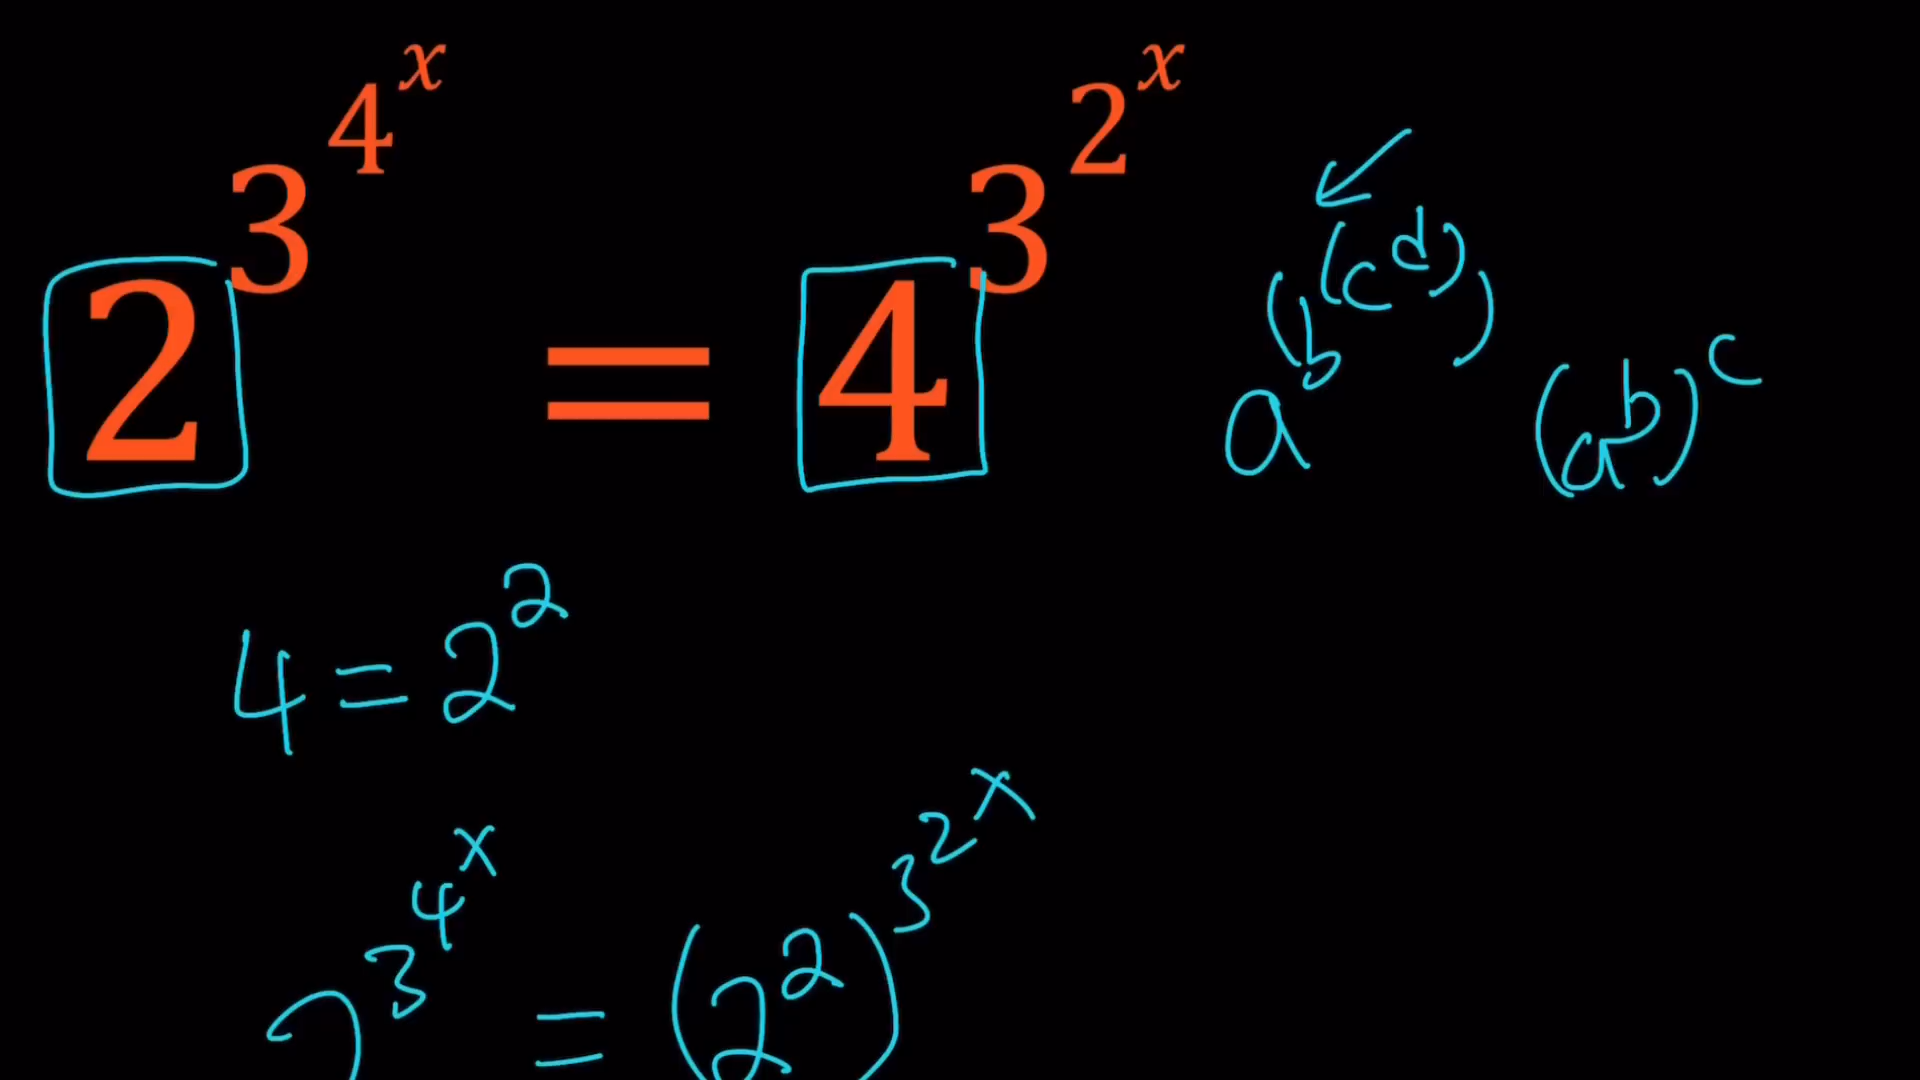 2^{3^{4^x}} = 4^{3^{2^x}}
a^{(b^{(c^d)})} (a^b)^c
4 = 2^2
2^{3^{4^x}} = (2^2)^{3^{2^x}}